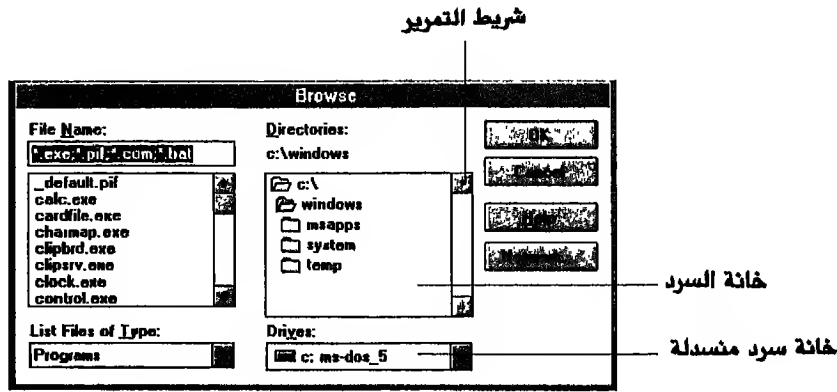 شريط التمرير
Browse
File Name:
*.exe;*.pif;*.com;*.bat
_default.pif
calc.exe
cardfile.exe
charmap.exe
clipbrd.exe
clipsrv.exe
clock.exe
control.exe
List Files of Type:
Programs
Directories:
c:\windows
c:\
windows
msapps
system
temp
Drives:
c: ms-dos_5
OK
Cancel
Help
خانة السرد
خانة سرد منسدلة